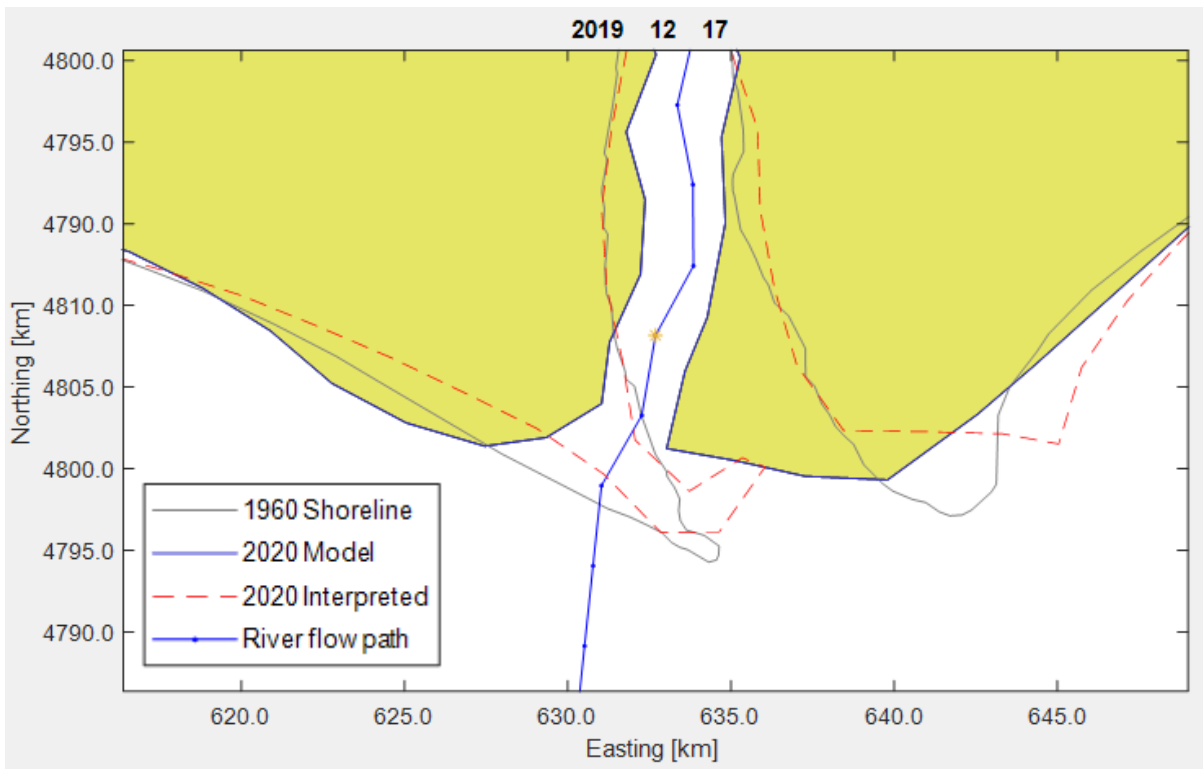 2019 12 17
4800.0
4795.0
4790.0
4810.0
4805.0
4800.0
4795.0
4790.0
Northing [km]
1960 Shoreline
2020 Model
2020 Interpreted
River flow path
620.0 625.0 630.0 635.0 640.0 645.0
Easting [km]